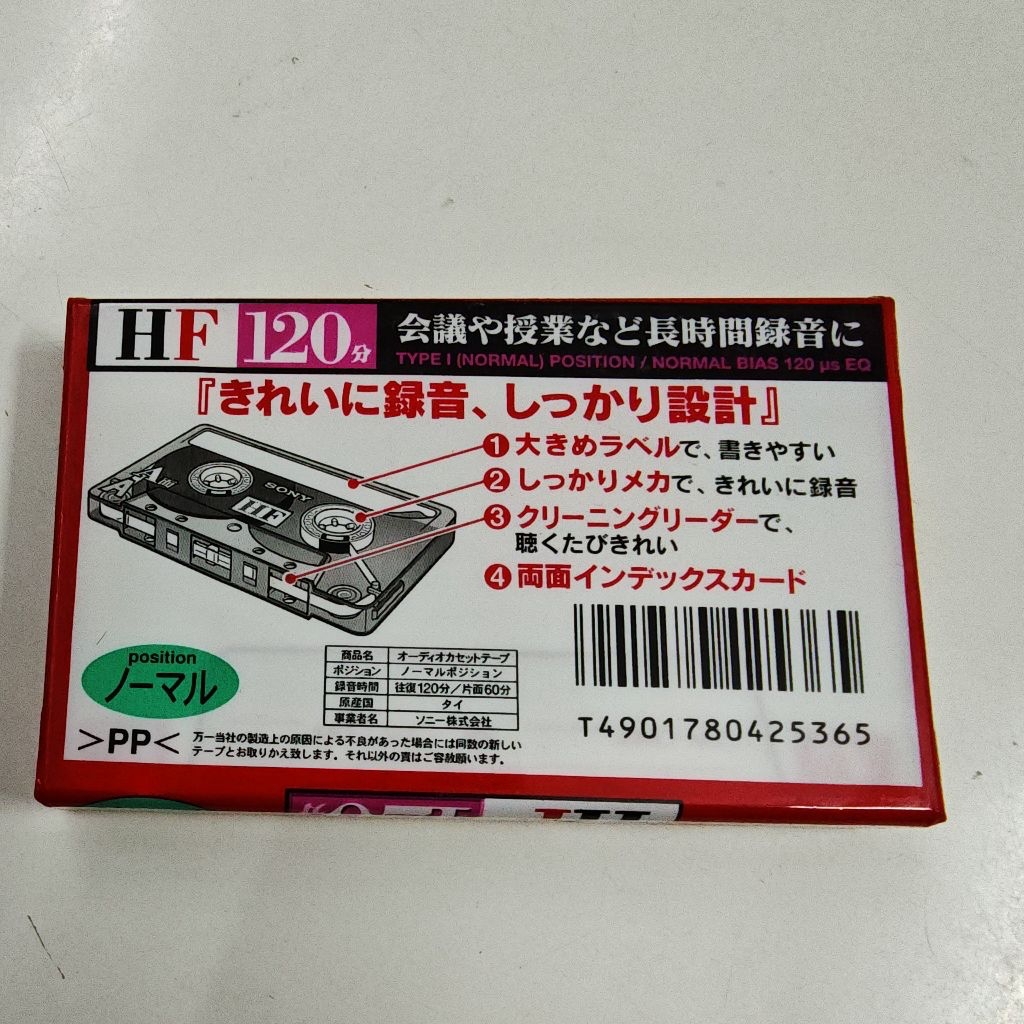 HF 120分 会議や授業など長時間録音に
TYPE I (NORMAL) POSITION / NORMAL BIAS 120 μs EQ
『きれいに録音、しっかり設計』
❶大きめラベルで、書きやすい
❷しっかりメカで、きれいに録音
❸クリーニングリーダーで、
聴くたびきれい
❹両面インデックスカード
A
SONY
HF
position
ノーマル
>PP<
商品名 オーディオカセットテープ
ポジション ノーマルポジション
録音時間 往復120分/片面60分
原産国 タイ
事業者名 ソニー株式会社
万一当社の製造上の原因による不良があった場合には同数の新しい
テープとお取りかえ致します。それ以外の責はご容赦願います。
T4901780425365